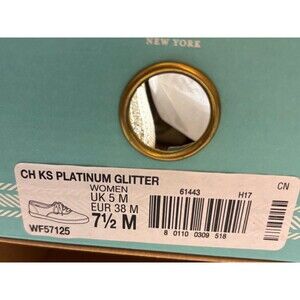 NEW YORK
CH KS PLATINUM GLITTER
WOMEN
UK 5 M
EUR 38 M
7½ M
WF57125
61443
H17
CN
8 80110 0309 518